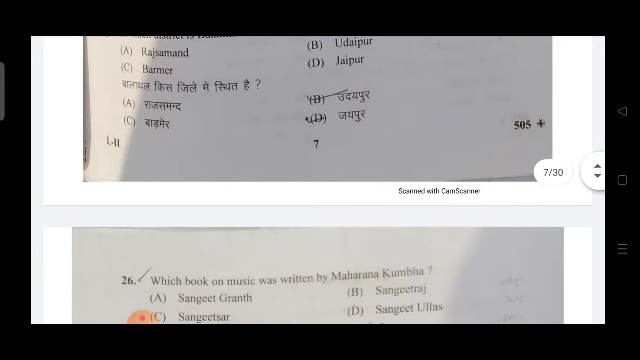 (A) Rajsamand
(B) Udaipur
(C) Barmer
(D) Jaipur
बालाथल किस जिले में स्थित है ?
(A) राजसमन्द
(B) उदयपुर
(C) बाड़मेर
(D) जयपुर
I.-II
7
505
7/30
Scanned with CamScanner
26. Which book on music was written by Maharana Kumbha ?
(A) Sangeet Granth
(B) Sangeetraj
(C) Sangeetsar
(D) Sangeet Ullas